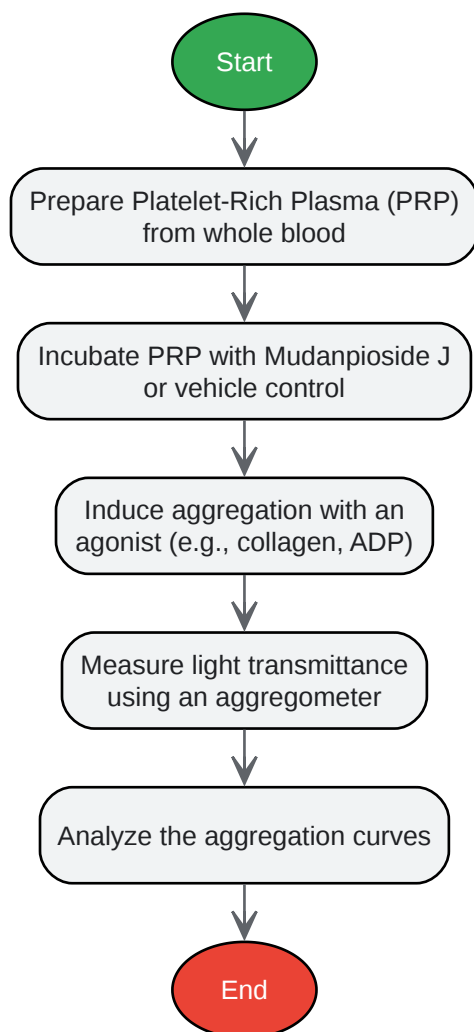 Start
Prepare Platelet-Rich Plasma (PRP)
from whole blood
Incubate PRP with Mudanpioside J
or vehicle control
Induce aggregation with an
agonist (e.g., collagen, ADP)
Measure light transmittance
using an aggregometer
Analyze the aggregation curves
End